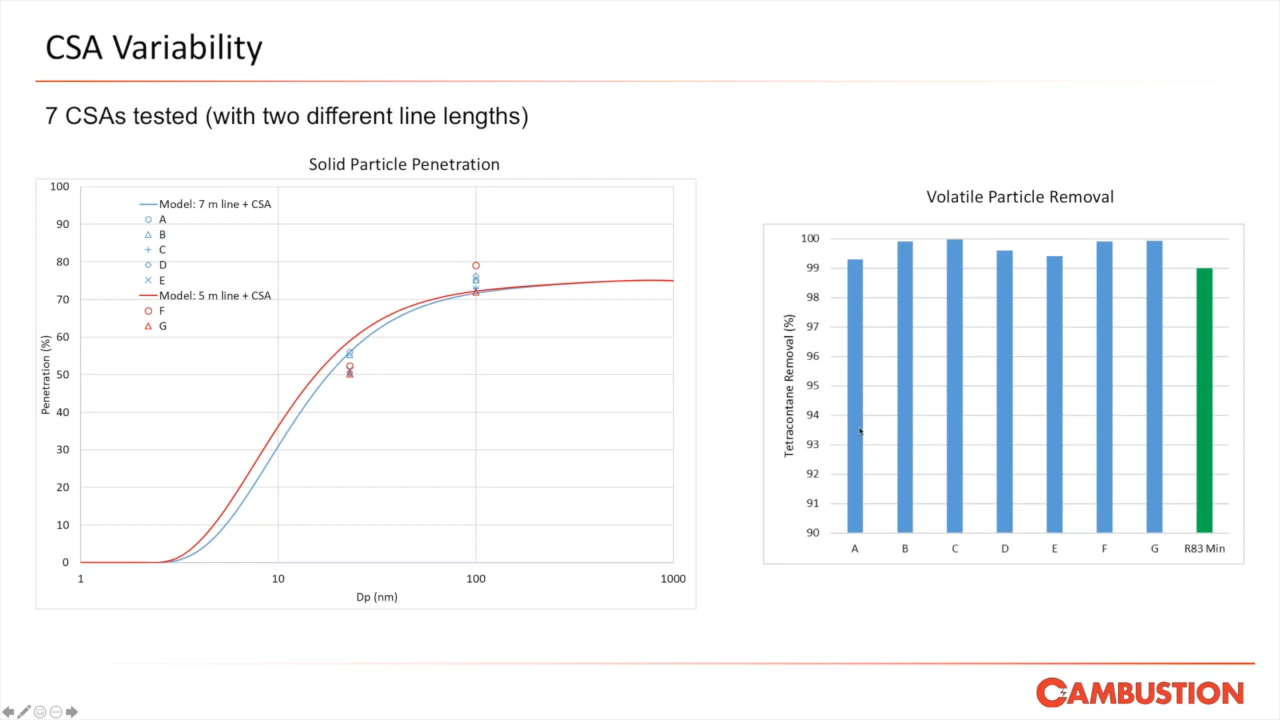 CSA Variability
7 CSAs tested (with two different line lengths)
Solid Particle Penetration
100
90
80
70
60
50
40
30
20
10
0
Penetration (%)
Model: 7 m line + CSA
A
B
C
D
E
Model: 5 m line + CSA
F
G
1
10
100
1000
Dp (nm)
Volatile Particle Removal
100
99
98
97
96
95
94
93
92
91
90
Tetracontane Removal (%)
A
B
C
D
E
F
G
R83 Min
CAMBUSTION